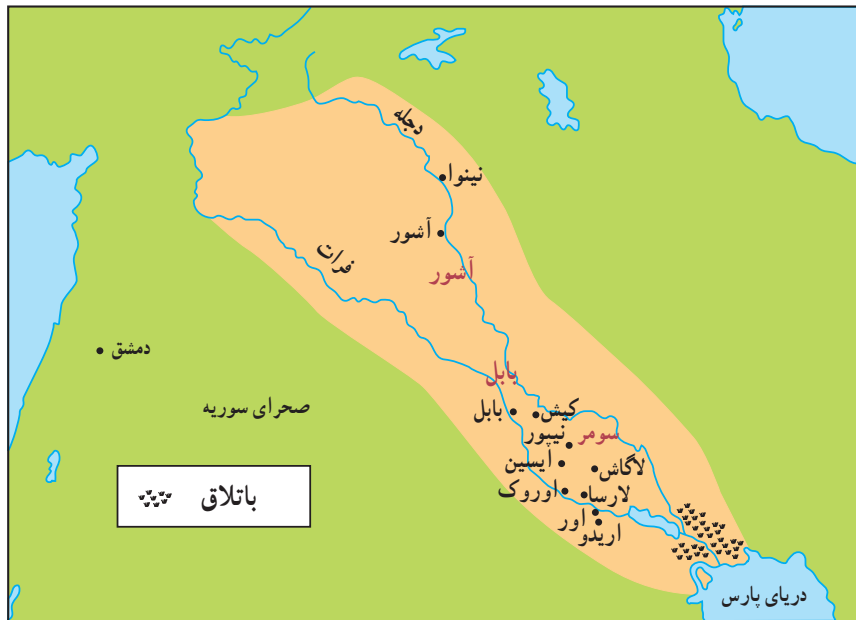 دجله
نینوا
آشور
فرات
آشور
دمشق
بابل
صحرای سوریه
بابل
کیش
سومر
نیپور
ایسین
لاگاش
اوروک
لارسا
اور
اریدو
باتلاق
دریای پارس